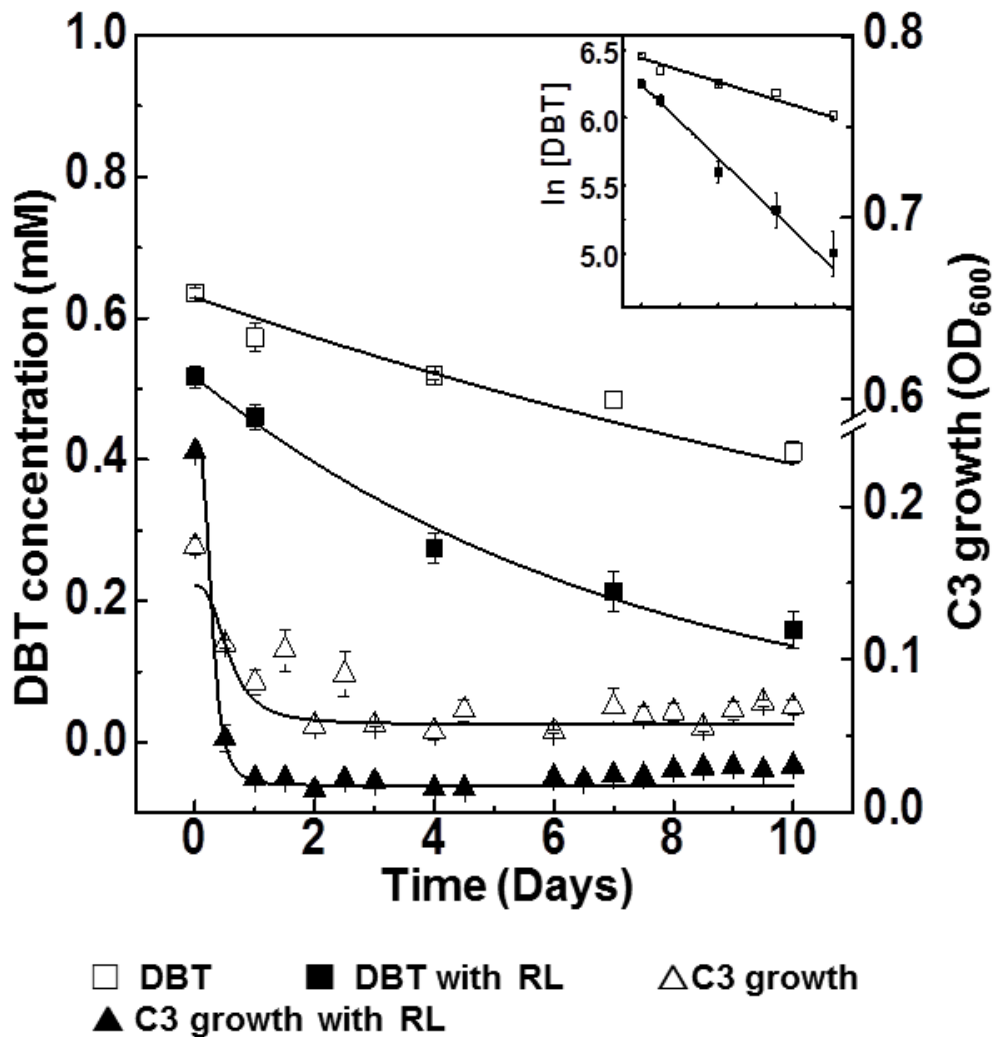 1.0
0.8
0.6
0.4
0.2
0.0
DBT concentration (mM)
6.5
6.0
5.5
5.0
ln [DBT]
0.8
0.7
0.6
0.2
0.1
0.0
C3 growth (OD600)
0 2 4 6 8 10
Time (Days)
DBT DBT with RL C3 growth
C3 growth with RL